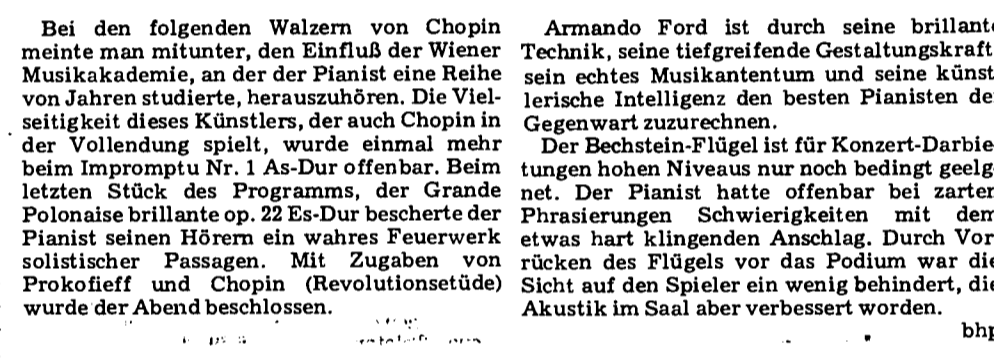 Bei den folgenden Walzern von Chopin
meinte man mitunter, den Einfluß der Wiener
Musikakademie, an der der Pianist eine Reihe
von Jahren studierte, herauszuhören. Die Viel-
seitigkeit dieses Künstlers, der auch Chopin in
der Vollendung spielt, wurde einmal mehr
beim Impromptu Nr. 1 As-Dur offenbar. Beim
letzten Stück des Programms, der Grande
Polonaise brillante op. 22 Es-Dur bescherte der
Pianist seinen Hörern ein wahres Feuerwerk
solistischer Passagen. Mit Zugaben von
Prokofieff und Chopin (Revolutionsetüde)
wurde der Abend beschlossen.
Armando Ford ist durch seine brillante
Technik, seine tiefgreifende Gestaltungskraft
sein echtes Musikantentum und seine künst
lerische Intelligenz den besten Pianisten de
Gegenwart zuzurechnen.
Der Bechstein-Flügel ist für Konzert-Darbie
tungen hohen Niveaus nur noch bedingt geelg
net. Der Pianist hatte offenbar bei zarten
Phrasierungen Schwierigkeiten mit dem
etwas hart klingenden Anschlag. Durch Vor
rücken des Flügels vor das Podium war die
Sicht auf den Spieler ein wenig behindert, die
Akustik im Saal aber verbessert worden.
bhp